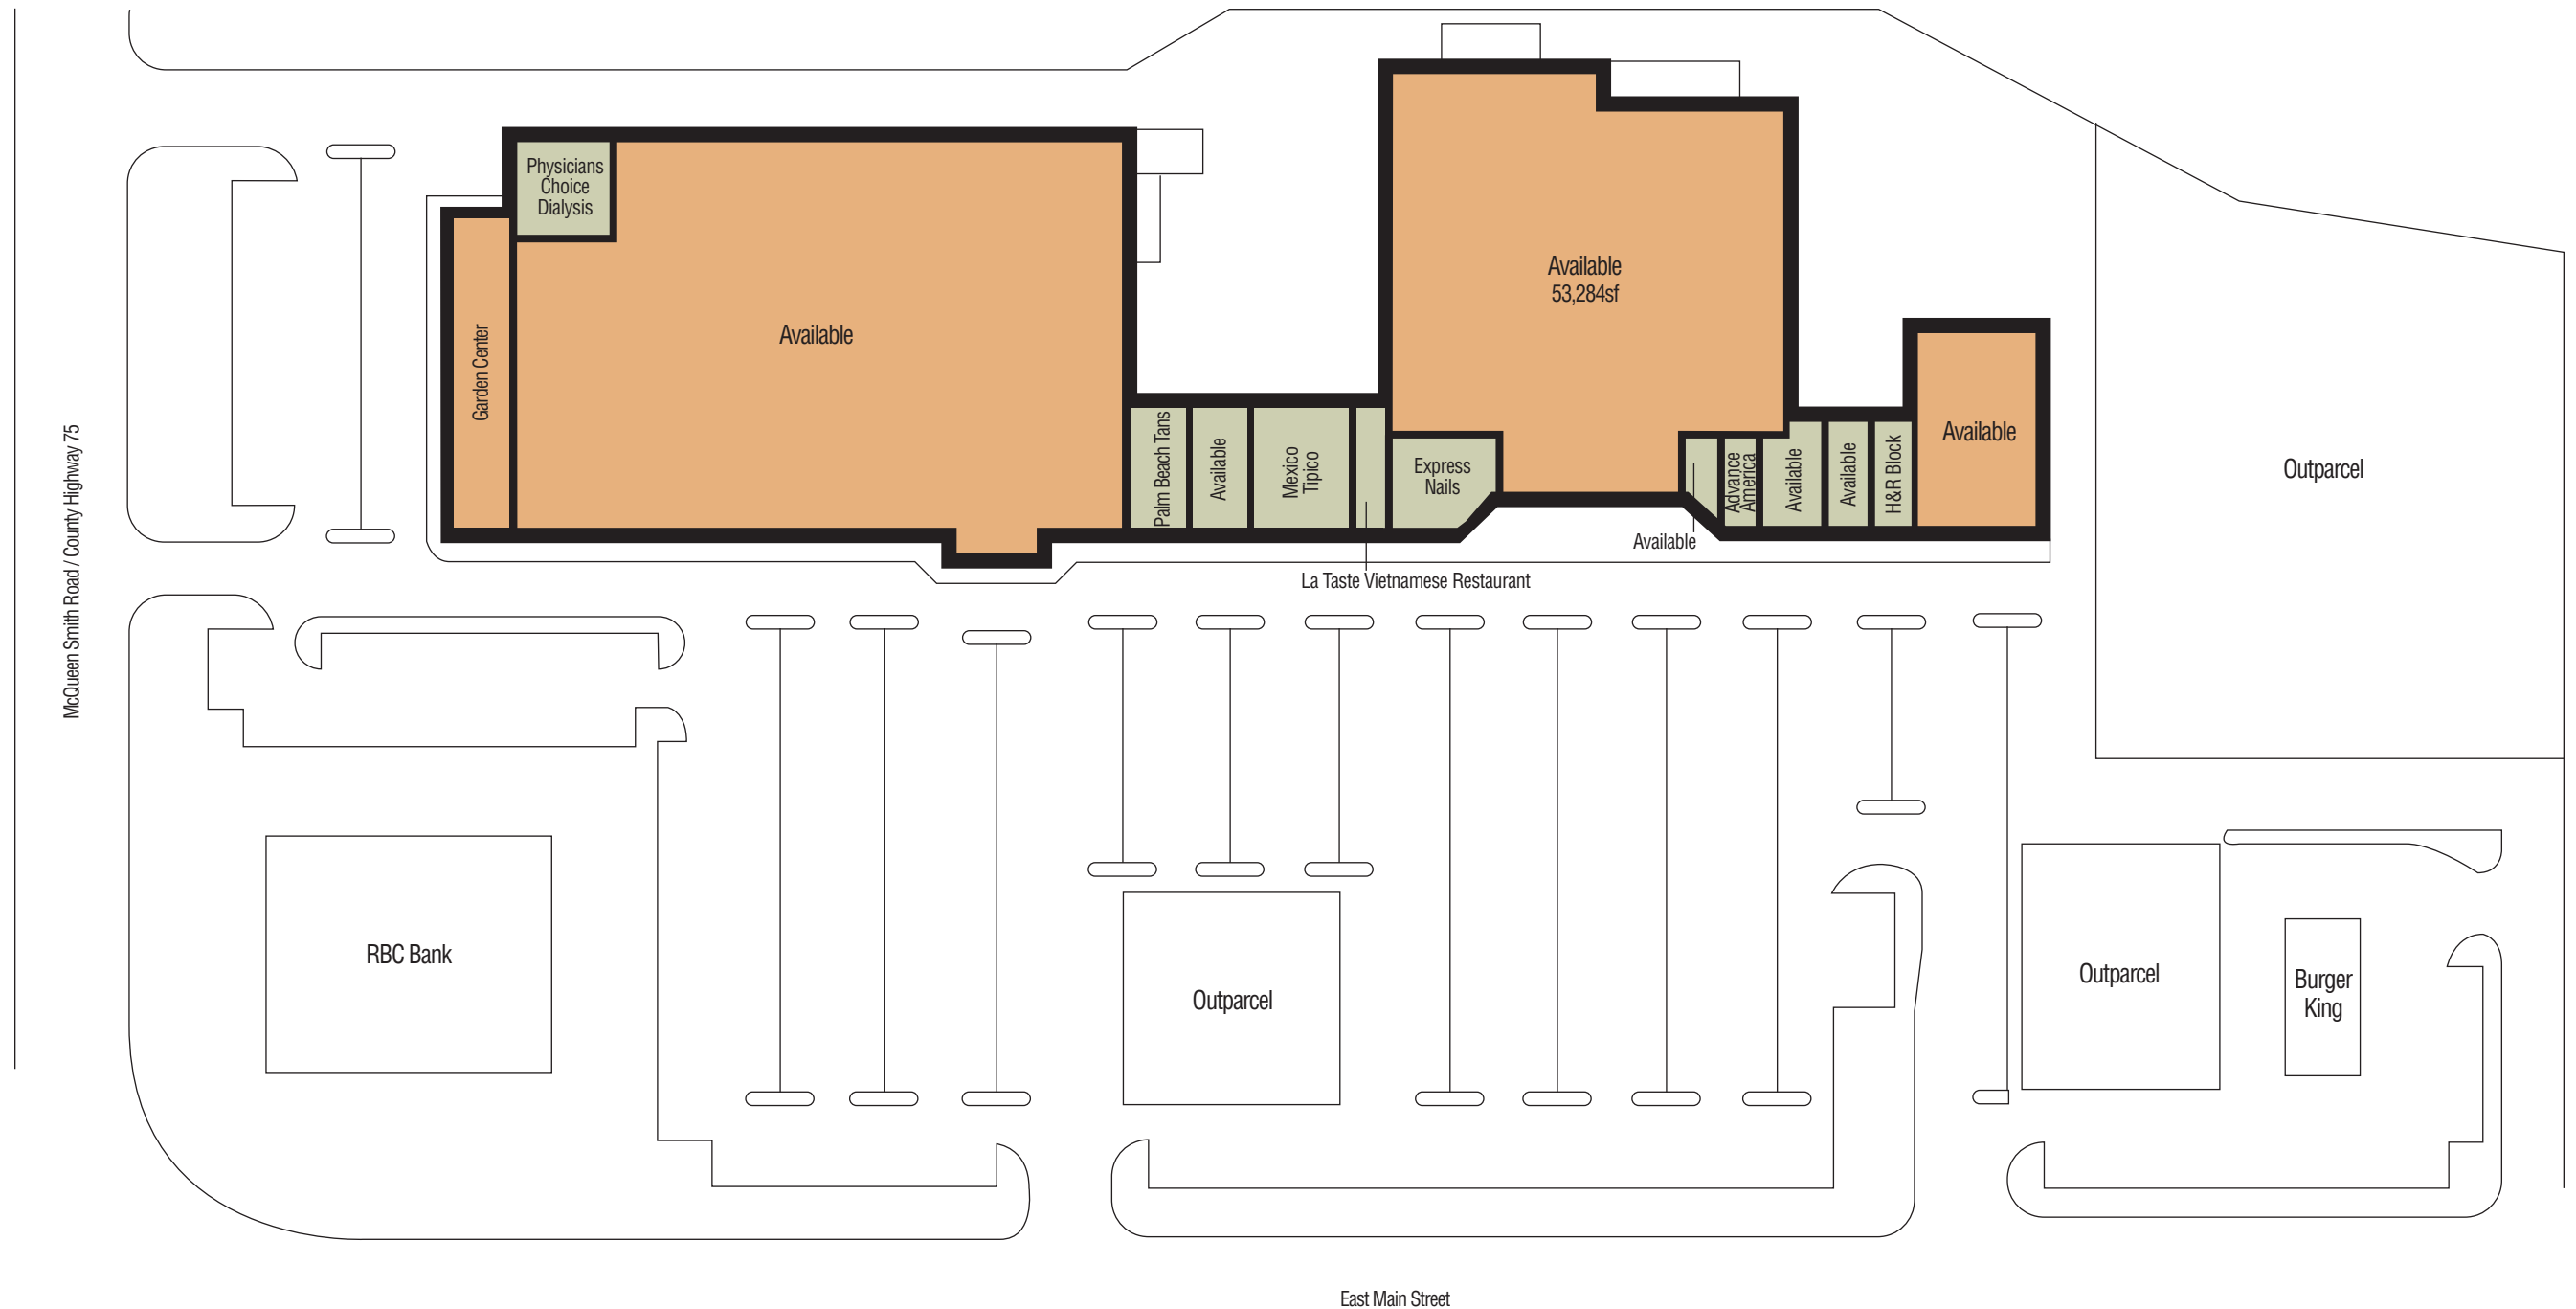 Physicians
Choice
Dialysis
Garden Center
Available
Palm Beach Tans
Available
Mexico
Tipico
La Taste Vietnamese Restaurant
Express
Nails
Available
53,284sf
Available
Advance
America
Available
Available
H&R Block
Available
Outparcel
McQueen Smith Road / County Highway 75
RBC Bank
Outparcel
Outparcel
Burger
King
East Main Street